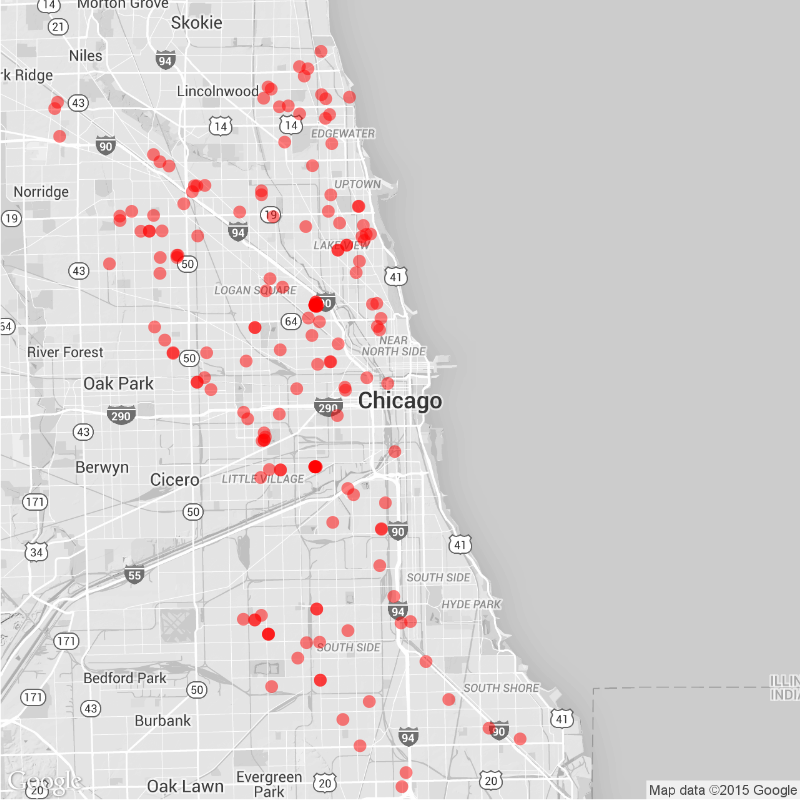 14
Morton Grove
21
Skokie
Niles
94
rk Ridge
Lincolnwood
43
14
14
EDGEWATER
90
Norridge
UPTOWN
19
19
94
LAKEVIEW
43
50
41
LOGAN SQUARE
90
64
64
NEAR
NORTH SIDE
River Forest
50
Oak Park
290
290
Chicago
43
Berwyn
Cicero
LITTLE VILLAGE
171
50
90
34
41
55
SOUTH SIDE
94
HYDE PARK
171
SOUTH SIDE
Bedford Park
50
SOUTH SHORE
ILLIN
INDIA
171
43
Burbank
41
90
94
Google
20
Oak Lawn
Evergreen
Park
20
20
Map data ©2015 Google